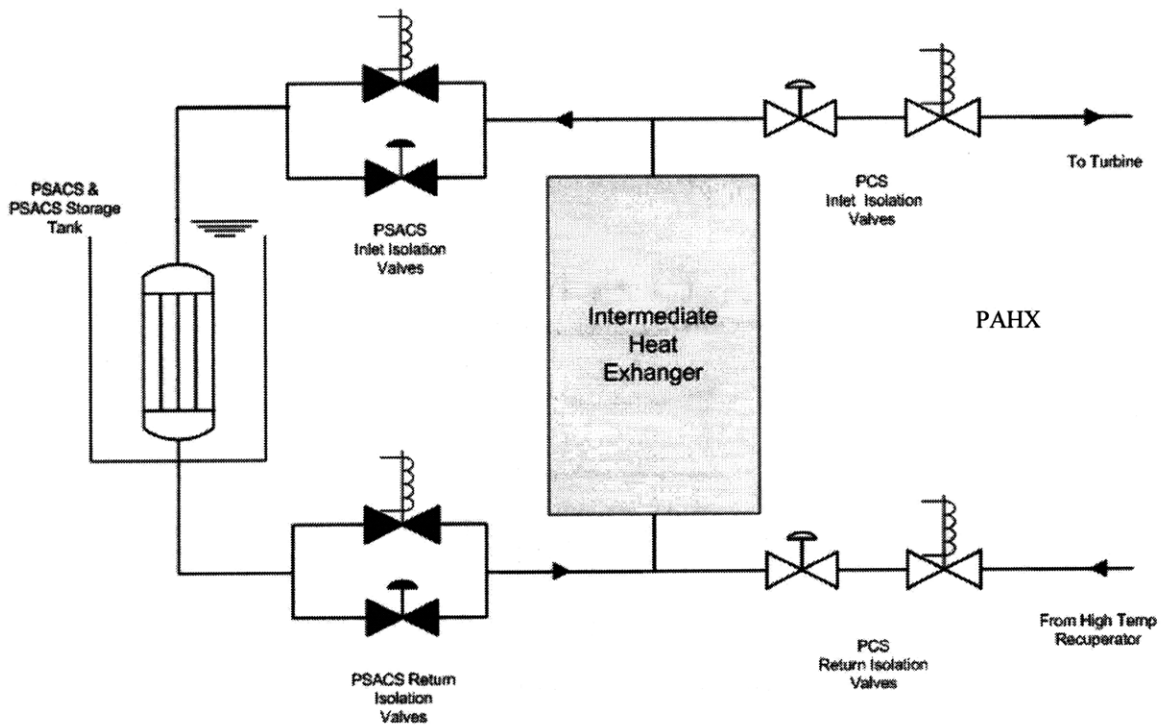 To Turbine
PCS
Inlet Isolation
Valves
PSACS &
PSACS Storage
Tank
PSACS
Inlet Isolation
Valves
Intermediate
Heat
Exhanger
PAHX
From High Temp
Recuperator
PCS
Return Isolation
Valves
PSACS Return
Isolation
Valves